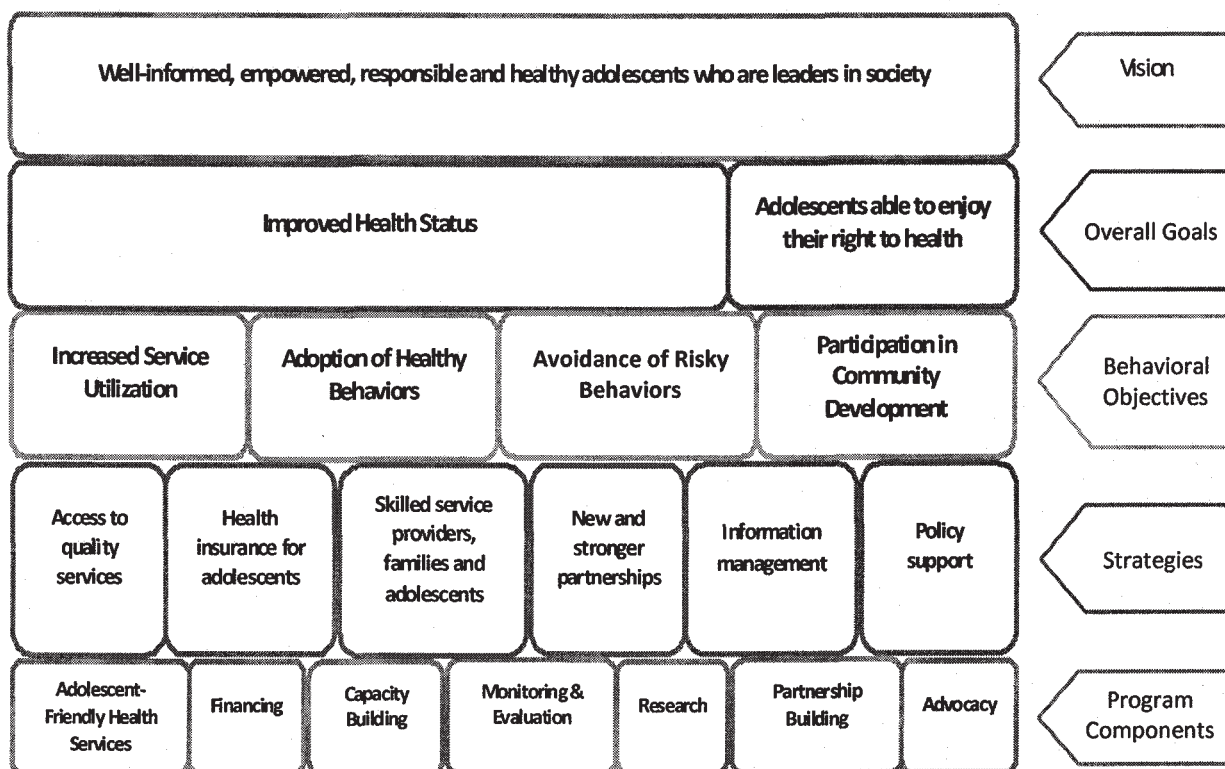 Well-informed, empowered, responsible and healthy adolescents who are leaders in society
Vision
Improved Health Status
Adolescents able to enjoy
their right to health
Overall Goals
Increased Service
Utilization
Adoption of Healthy
Behaviors
Avoidance of Risky
Behaviors
Participation in
Community
Development
Behavioral
Objectives
Access to
quality
services
Health
insurance for
adolescents
Skilled service
providers,
families and
adolescents
New and
stronger
partnerships
Information
management
Policy
support
Strategies
Adolescent-
Friendly Health
Services
Financing
Capacity
Building
Monitoring &
Evaluation
Research
Partnership
Building
Advocacy
Program
Components